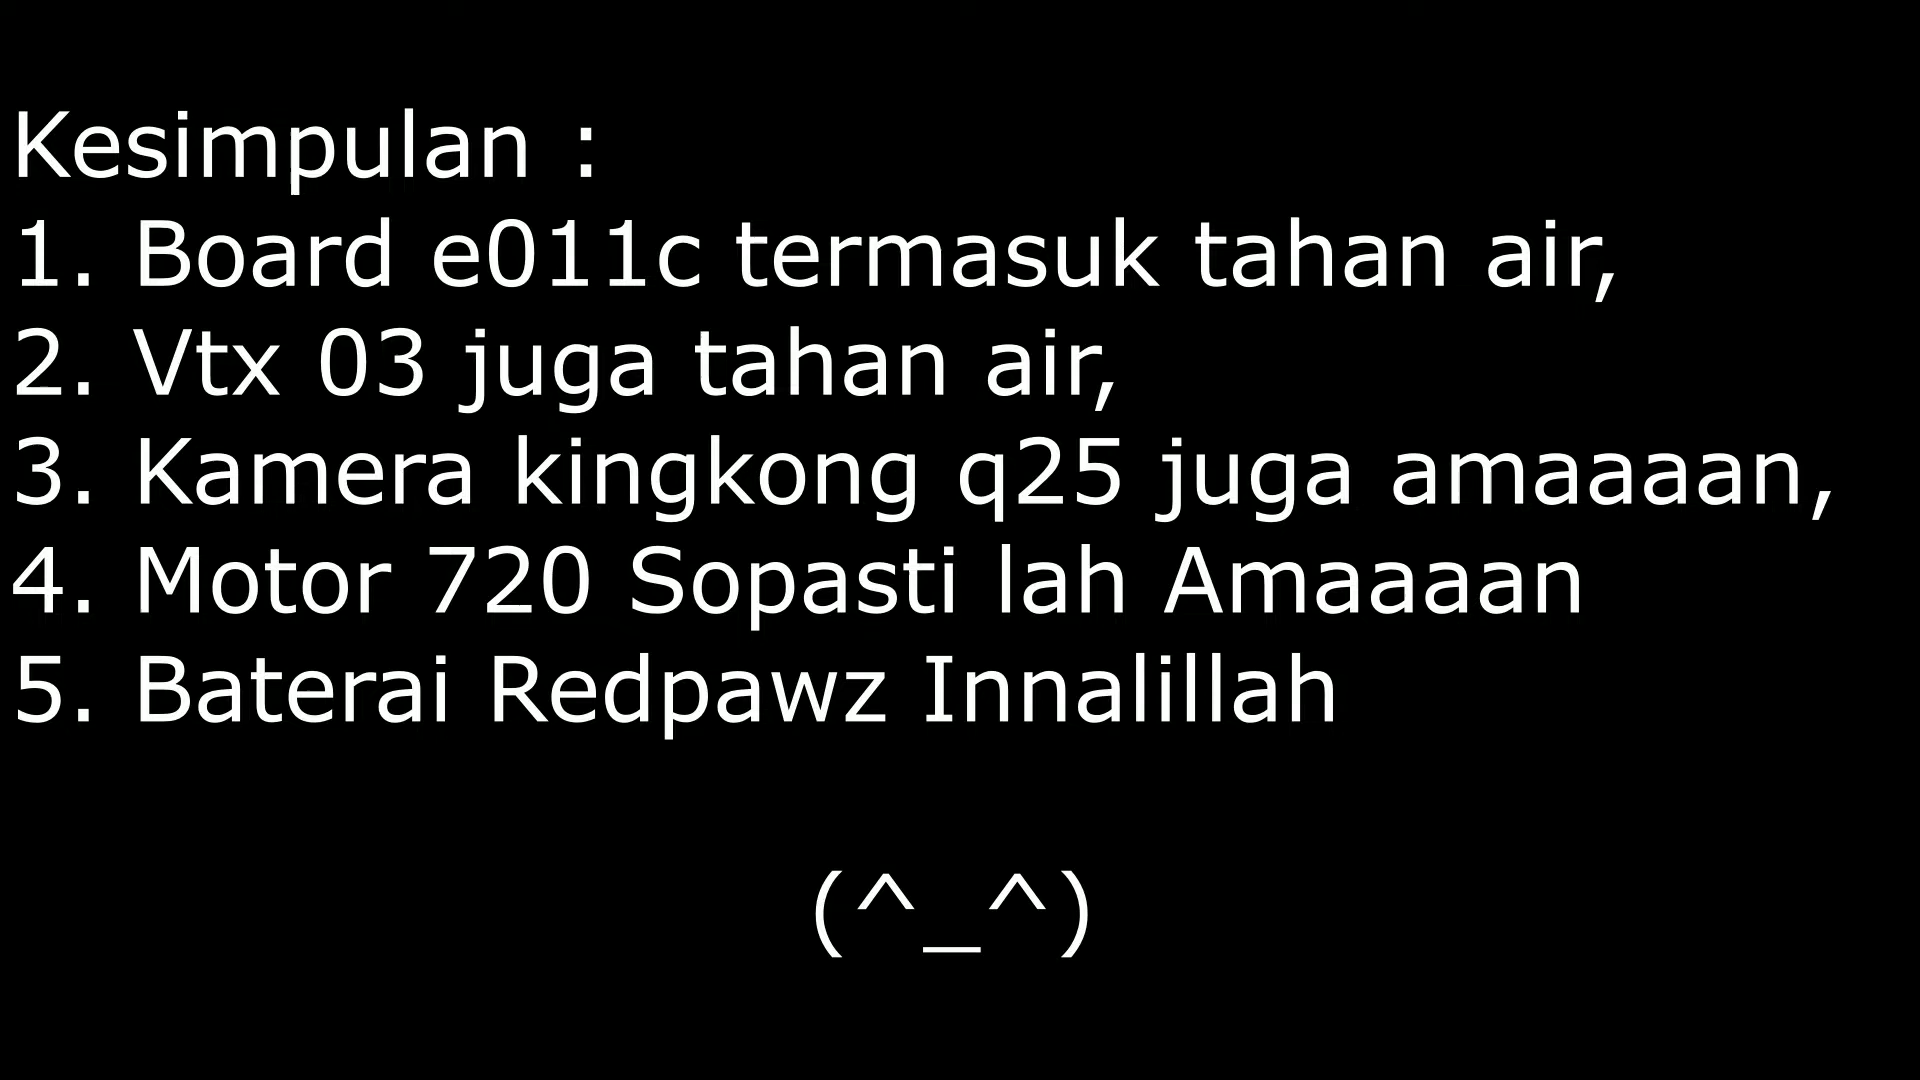 Kesimpulan :
1. Board e011c termasuk tahan air,
2. Vtx 03 juga tahan air,
3. Kamera kingkong q25 juga amaaaan,
4. Motor 720 Sopasti lah Amaaaan
5. Baterai Redpawz Innalillah
(^_^)